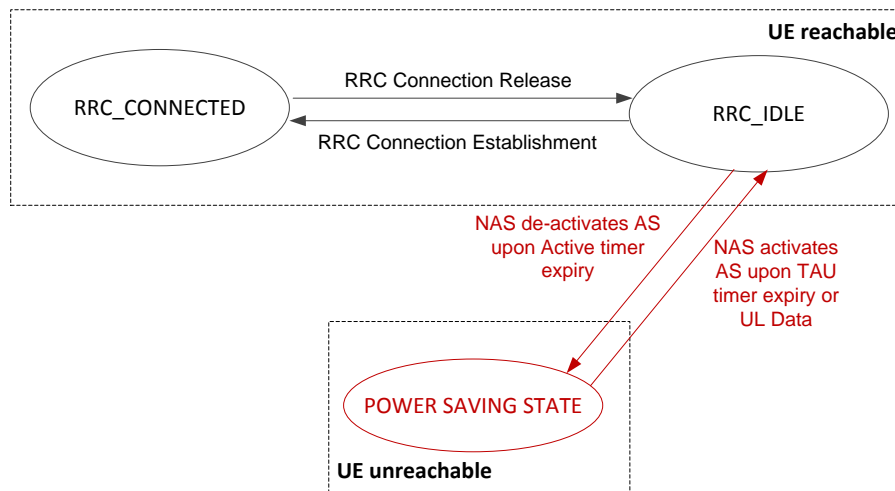 UE reachable
RRC_CONNECTED
RRC Connection Release
RRC Connection Establishment
RRC_IDLE
NAS de-activates AS
upon Active timer
expiry
NAS activates
AS upon TAU
timer expiry or
UL Data
POWER SAVING STATE
UE unreachable